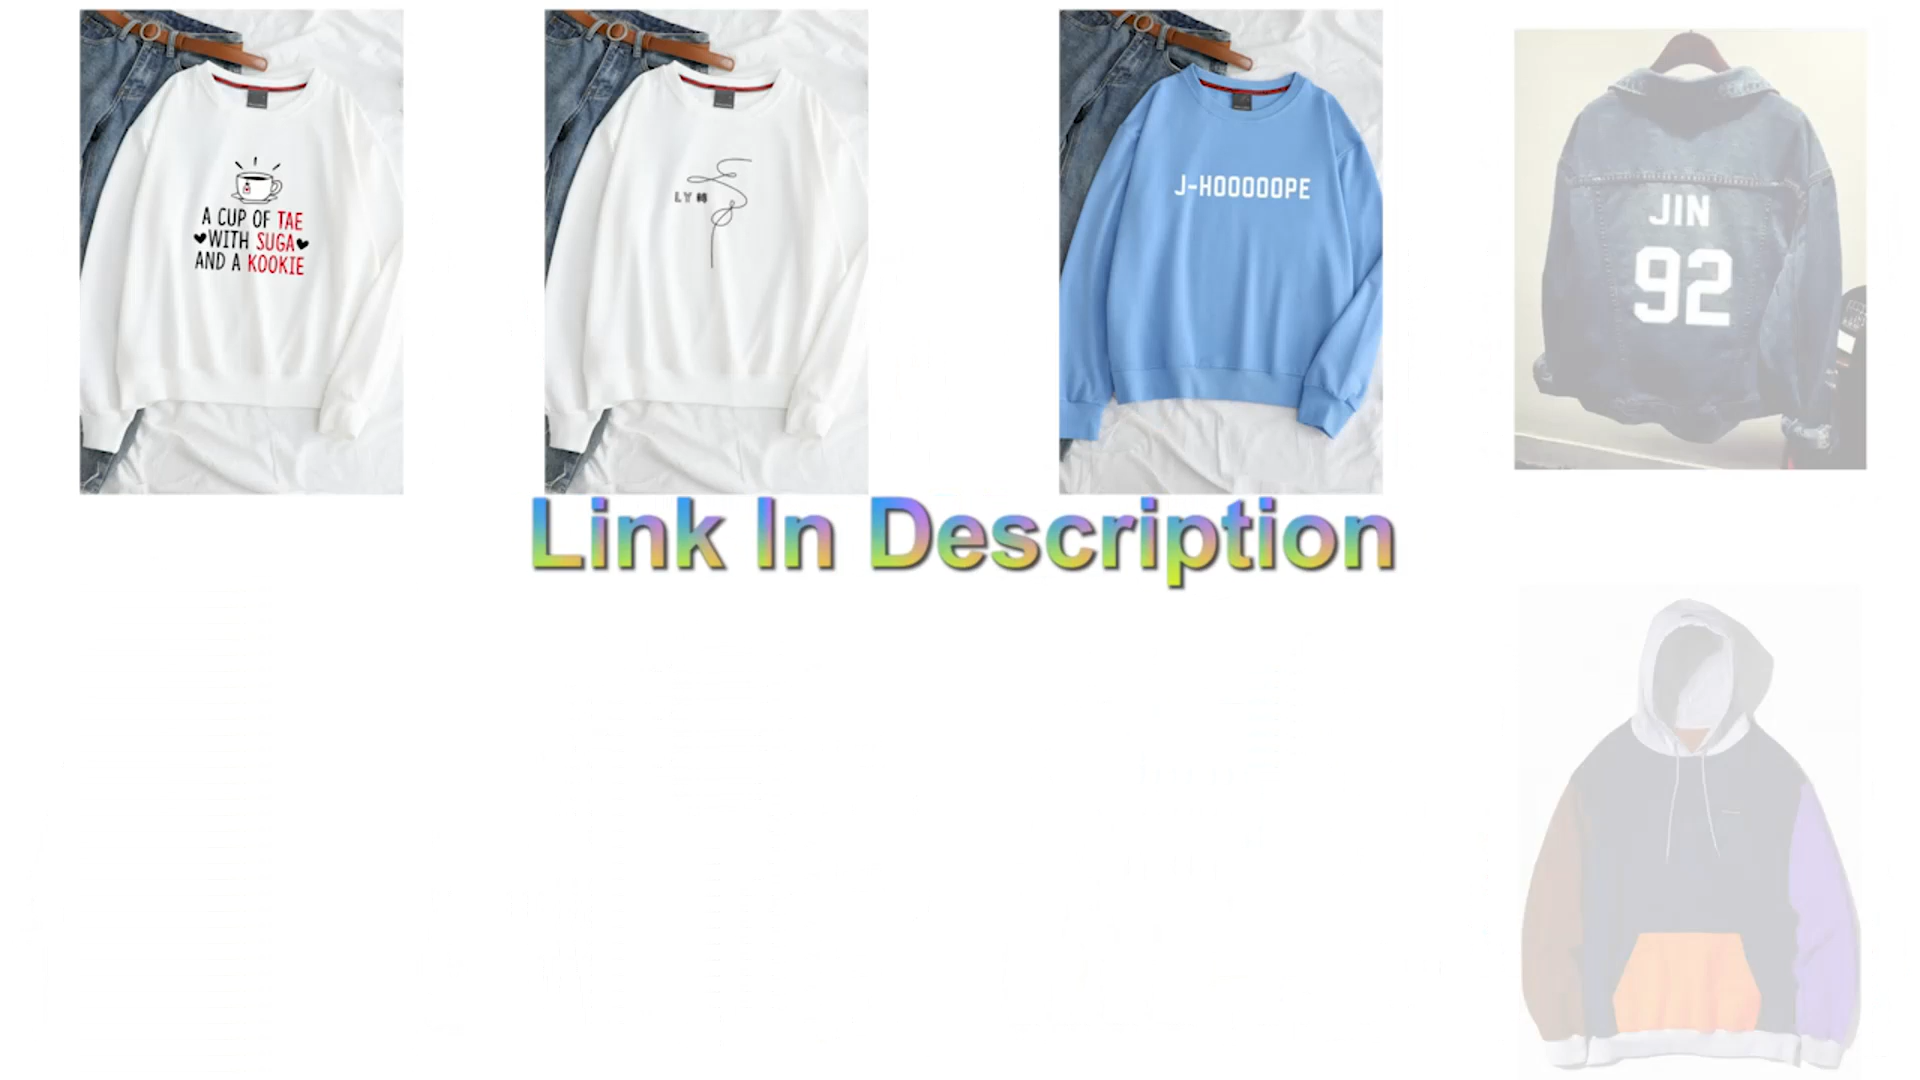 A CUP OF TAE
WITH SUGA
AND A KOOKIE
LY
J-HOOOOOPE
JIN
92
Link In Description